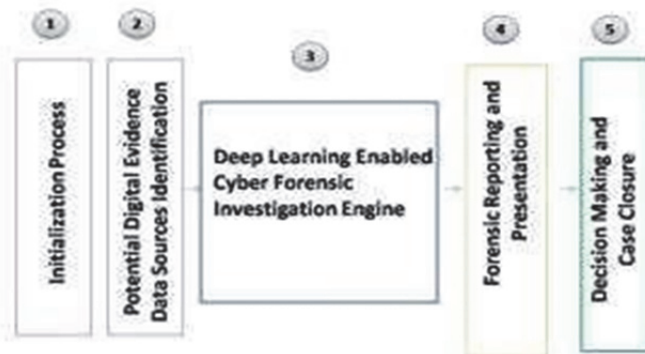 1
2
3
4
5
Initialization Process
Potential Digital Evidence
Data Sources Identification
Deep Learning Enabled
Cyber Forensic
Investigation Engine
Forensic Reporting and
Presentation
Decision Making and
Case Closure